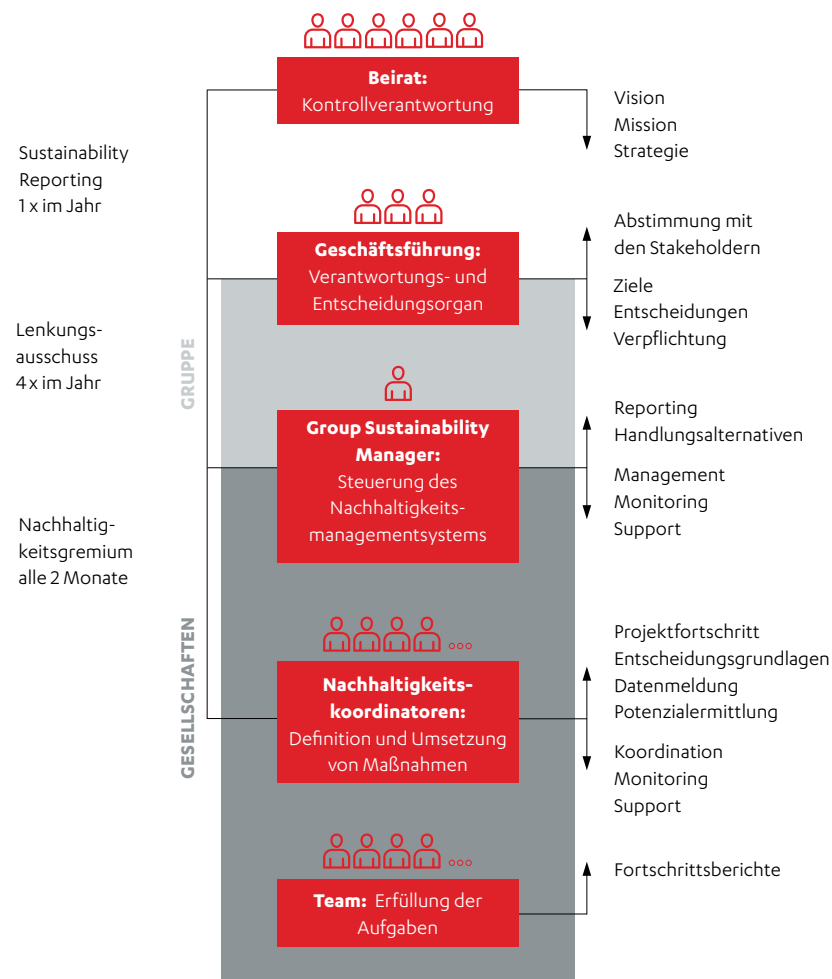 Beirat:
Kontrollverantwortung
Vision
Mission
Strategie
Sustainability
Reporting
1 x im Jahr
Geschäftsführung:
Verantwortungs- und
Entscheidungsorgan
Abstimmung mit
den Stakeholdern
Ziele
Entscheidungen
Verpflichtung
Lenkungs-
ausschuss
4 x im Jahr
GRUPPE
Group Sustainability
Manager:
Steuerung des
Nachhaltigkeits-
managementsystems
Reporting
Handlungsalternativen
Management
Monitoring
Support
Nachhaltig-
keitsgremium
alle 2 Monate
GESELLSCHAFTEN
Nachhaltigkeits-
koordinatoren:
Definition und Umsetzung
von Maßnahmen
Projektfortschritt
Entscheidungsgrundlagen
Datenmeldung
Potenzialermittlung
Koordination
Monitoring
Support
Team: Erfüllung der
Aufgaben
Fortschrittsberichte